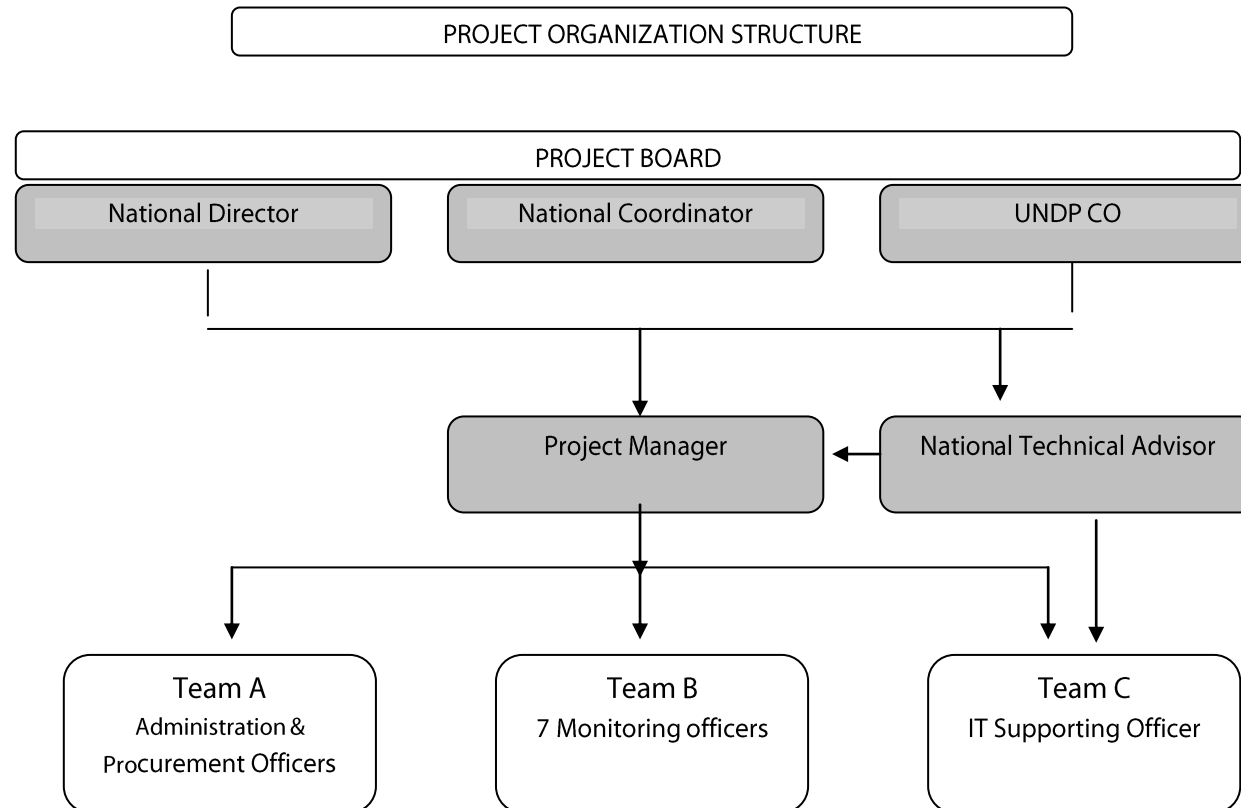 PROJECT ORGANIZATION STRUCTURE
PROJECT BOARD
National Director
National Coordinator
UNDP CO
Project Manager
National Technical Advisor
Team A
Administration &
Procurement Officers
Team B
7 Monitoring officers
Team C
IT Supporting Officer